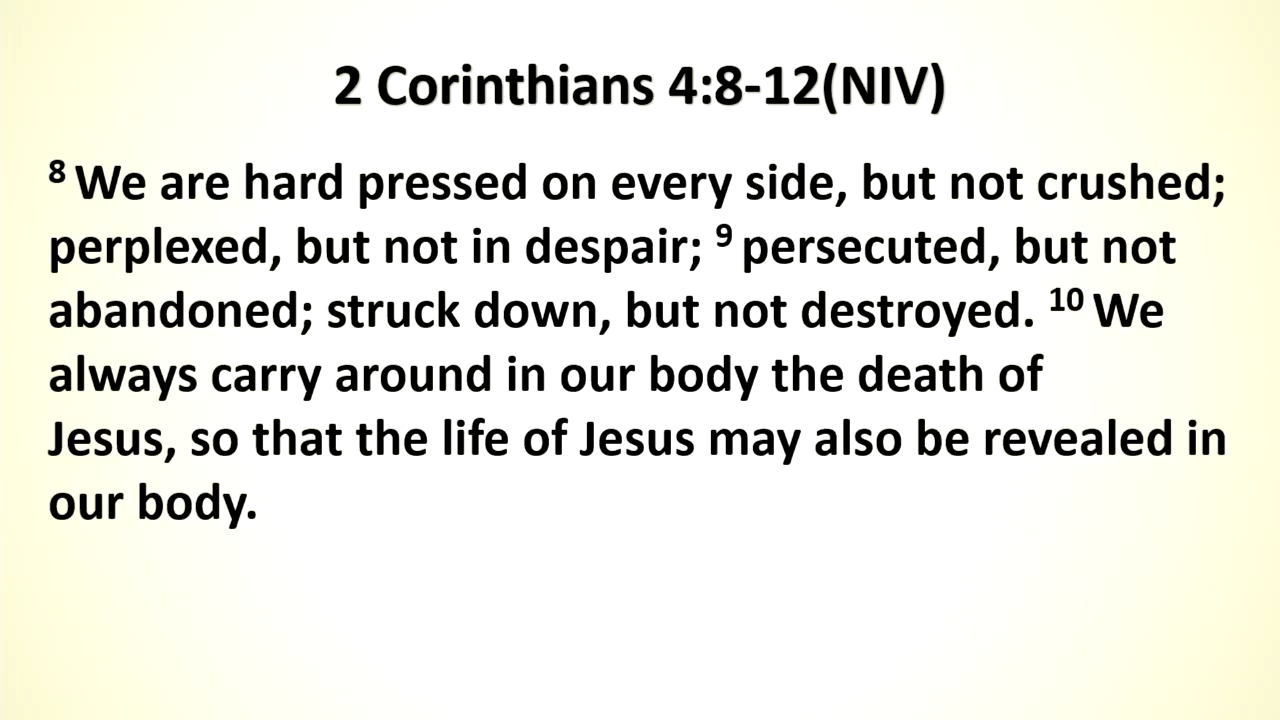 2 Corinthians 4:8-12(NIV)
8 We are hard pressed on every side, but not crushed;
perplexed, but not in despair; 9 persecuted, but not
abandoned; struck down, but not destroyed. 10 We
always carry around in our body the death of
Jesus, so that the life of Jesus may also be revealed in
our body.